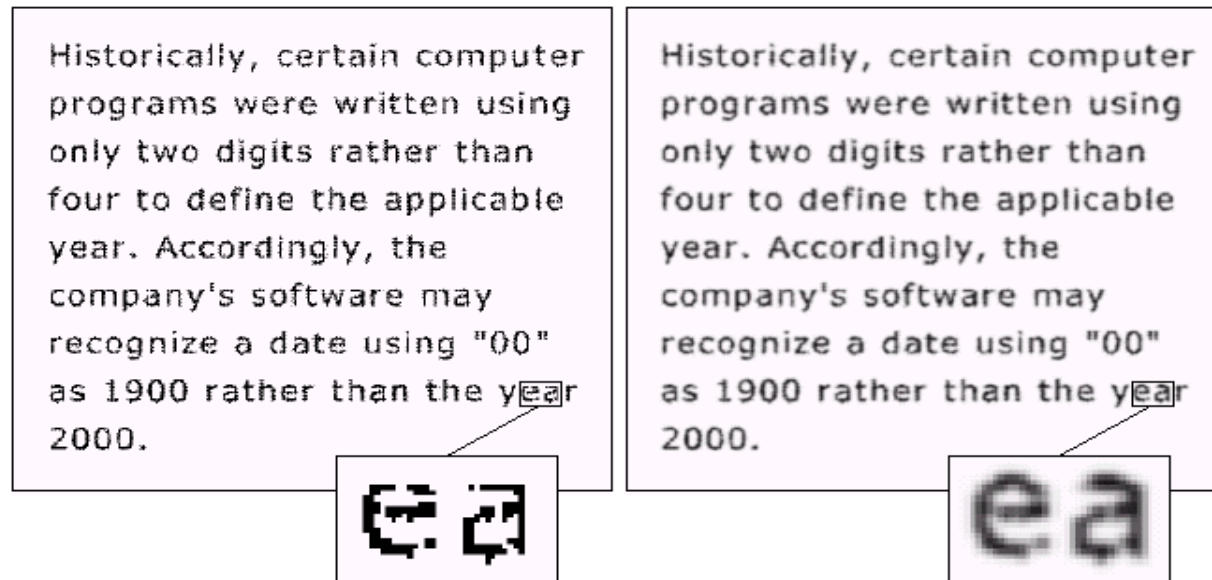 Historically, certain computer
programs were written using
only two digits rather than
four to define the applicable
year. Accordingly, the
company's software may
recognize a date using "00"
as 1900 rather than the year
2000.
ea
Historically, certain computer
programs were written using
only two digits rather than
four to define the applicable
year. Accordingly, the
company's software may
recognize a date using "00"
as 1900 rather than the year
2000.
ea